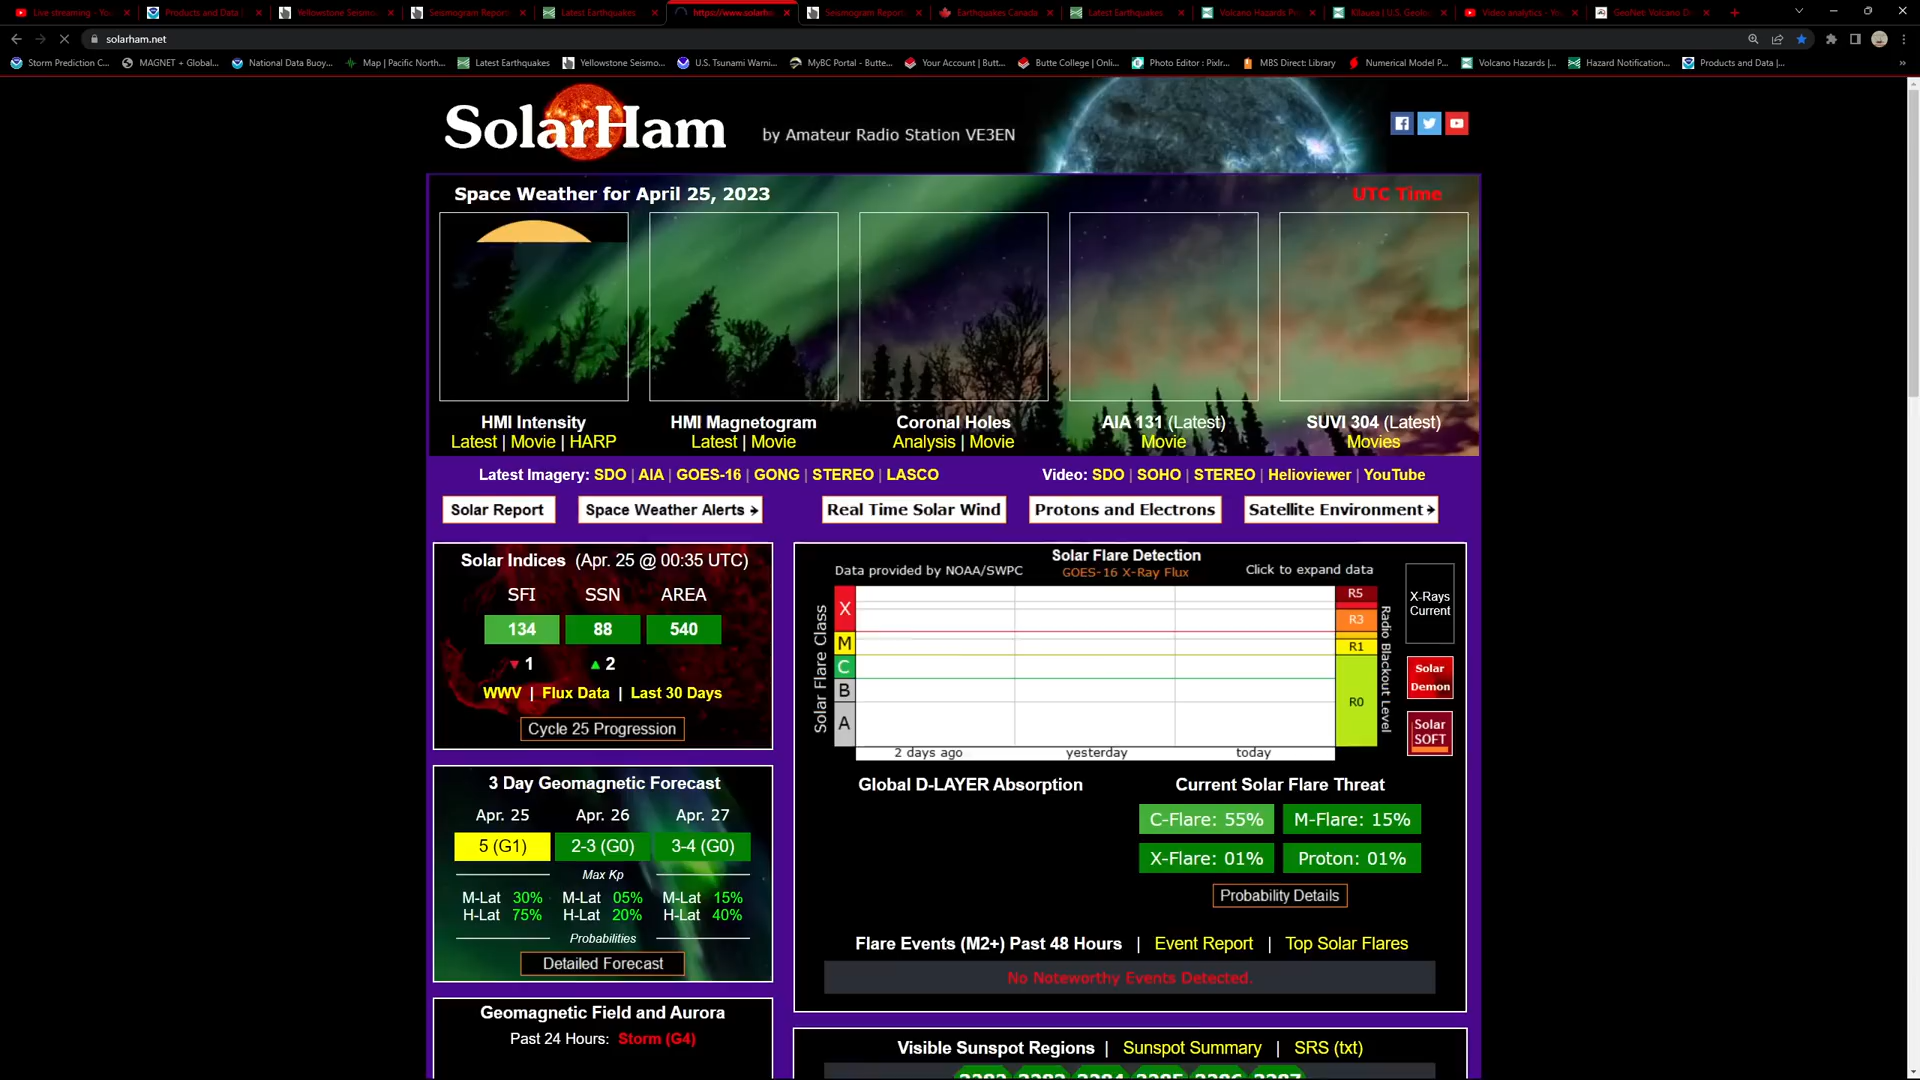 Live streaming - Yo
Products and Data
Yellowstone Seismo
Seismogram Repor
Latest Earthquakes
https://www.solarha
Seismogram Repor
Earthquakes Canada
Latest Earthquakes
Volcano Hazards P
Kilauea | U.S. Geolo
Video analytics - Yo
GeoNet: Volcano D
solarham.net
Storm Prediction C...
MAGNET + Global...
National Data Buoy...
Map | Pacific North...
Latest Earthquakes
Yellowstone Seismo...
U.S. Tsunami Warni...
MyBC Portal - Butte...
Your Account | Butt...
Butte College | Onli...
Photo Editor : Pixlr...
MBS Direct: Library
Numerical Model P...
Volcano Hazards |...
Hazard Notification...
Products and Data |...
SolarHam
by Amateur Radio Station VE3EN
Space Weather for April 25, 2023
UTC Time
HMI Intensity
Latest | Movie | HARP
HMI Magnetogram
Latest | Movie
Coronal Holes
Analysis | Movie
AIA 131 (Latest)
Movie
SUVI 304 (Latest)
Movies
Latest Imagery: SDO | AIA | GOES-16 | GONG | STEREO | LASCO
Video: SDO | SOHO | STEREO | Helioviewer | YouTube
Solar Report
Space Weather Alerts
Real Time Solar Wind
Protons and Electrons
Satellite Environment
Solar Indices (Apr. 25 @ 00:35 UTC)
SFI SSN AREA
134 88 540
▼ 1 ▲ 2
WWV | Flux Data | Last 30 Days
Cycle 25 Progression
3 Day Geomagnetic Forecast
Apr. 25 Apr. 26 Apr. 27
5 (G1) 2-3 (G0) 3-4 (G0)
Max Kp
M-Lat 30% M-Lat 05% M-Lat 15%
H-Lat 75% H-Lat 20% H-Lat 40%
Probabilities
Detailed Forecast
Geomagnetic Field and Aurora
Past 24 Hours: Storm (G4)
Solar Flare Detection
Data provided by NOAA/SWPC
GOES-16 X-Ray Flux
Click to expand data
Solar Flare Class
X
M
C
B
A
R5
R3
R1
R0
Radio Blackout Level
2 days ago yesterday today
X-Rays
Current
Solar
Demon
Solar
SOFT
Global D-LAYER Absorption
Current Solar Flare Threat
C-Flare: 55% M-Flare: 15%
X-Flare: 01% Proton: 01%
Probability Details
Flare Events (M2+) Past 48 Hours | Event Report | Top Solar Flares
No Noteworthy Events Detected.
Visible Sunspot Regions | Sunspot Summary | SRS (txt)